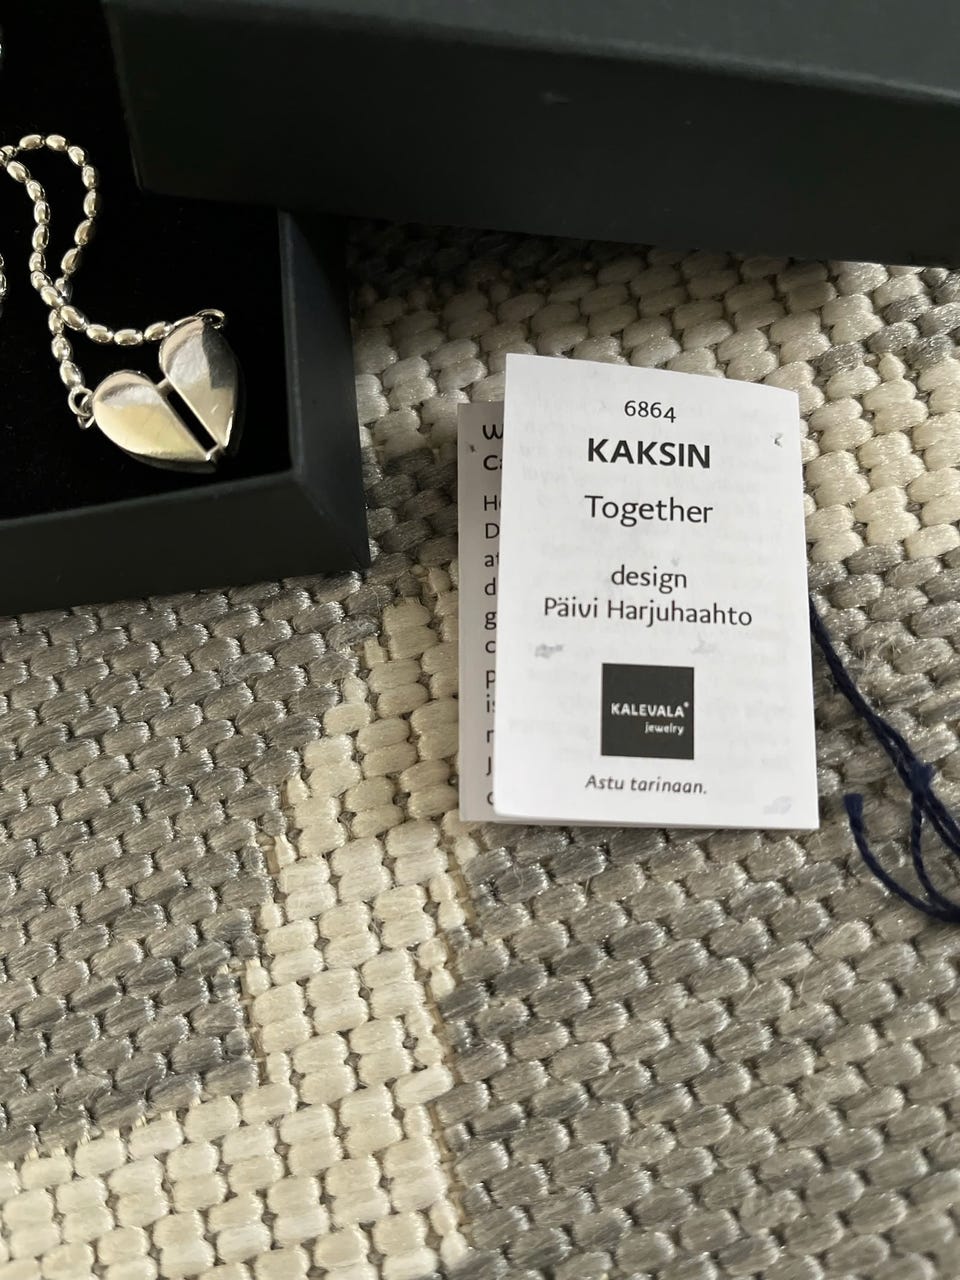 6864
KAKSIN
Together
design
Päivi Harjuhaahto
KALEVALA®
jewelry
Astu tarinaan.